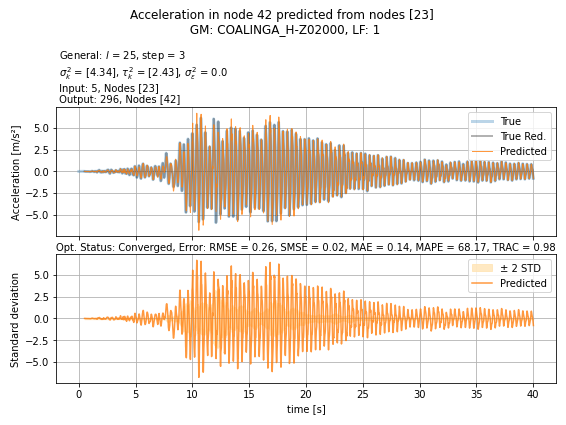 Acceleration in node 42 predicted from nodes [23]
GM: COALINGA_H-Z02000, LF: 1
General: l = 25, step = 3
σ²ₖ = [4.34], τ²ₖ = [2.43], σ²ₑ = 0.0
Input: 5, Nodes [23]
Output: 296, Nodes [42]
Acceleration [m/s²]
5.0
2.5
0.0
−2.5
−5.0
True
True Red.
Predicted
Opt. Status: Converged, Error: RMSE = 0.26, SMSE = 0.02, MAE = 0.14, MAPE = 68.17, TRAC = 0.98
Standard deviation
5.0
2.5
0.0
−2.5
−5.0
± 2 STD
Predicted
0 5 10 15 20 25 30 35 40
time [s]